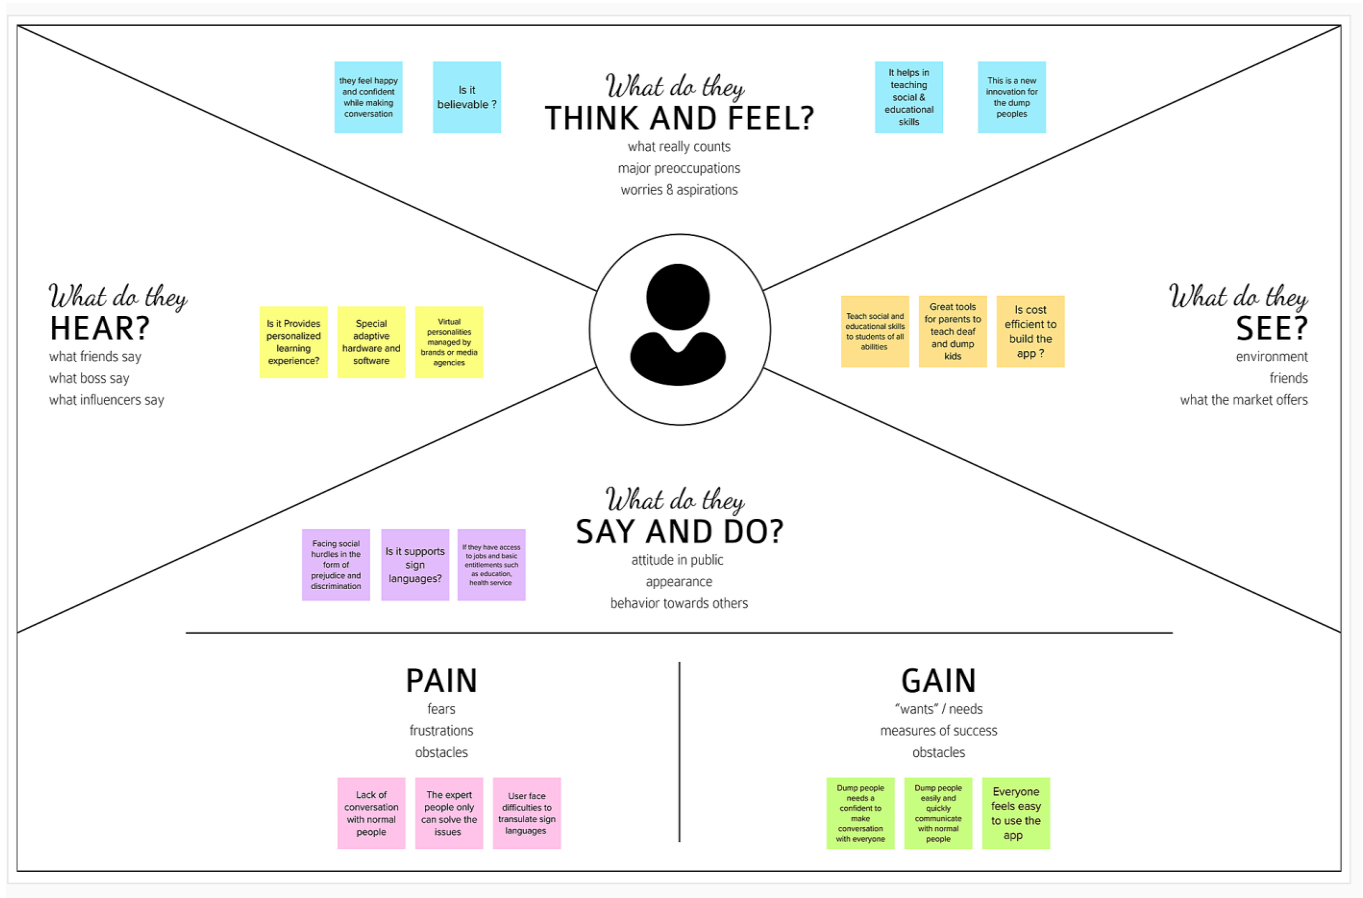 they feel happy
and confident
while making
conversation
Is it
believable ?
What do they
THINK AND FEEL?
what really counts
major preoccupations
worries & aspirations
It helps in
teaching
social &
educational
skills
This is a new
innovation for
the dump
peoples
What do they
HEAR?
what friends say
what boss say
what influencers say
Is it Provides
personalized
learning
experience?
Special
adaptive
hardware and
software
Virtual
personalities
managed by
brands or media
agencies
Teach social and
educational skills
to students of all
abilities
Great tools
for parents to
teach deaf
and dump
kids
Is cost
efficient to
build the
app ?
What do they
SEE?
environment
friends
what the market offers
Facing social
hurdles in the
form of
prejudice and
discrimination
Is it supports
sign
languages?
If they have access
to jobs and basic
entitlements such
as education,
heath service
What do they
SAY AND DO?
attitude in public
appearance
behavior towards others
PAIN
fears
frustrations
obstacles
Lack of
conversation
with normal
people
The expert
people only
can solve the
issues
User face
difficulties to
transulate sign
languages
GAIN
“wants” / needs
measures of success
obstacles
Dump people
needs a
confident to
make
conversation
with everyone
Dump people
easily and
quickly
communicate
with normal
people
Everyone
feels easy
to use the
app